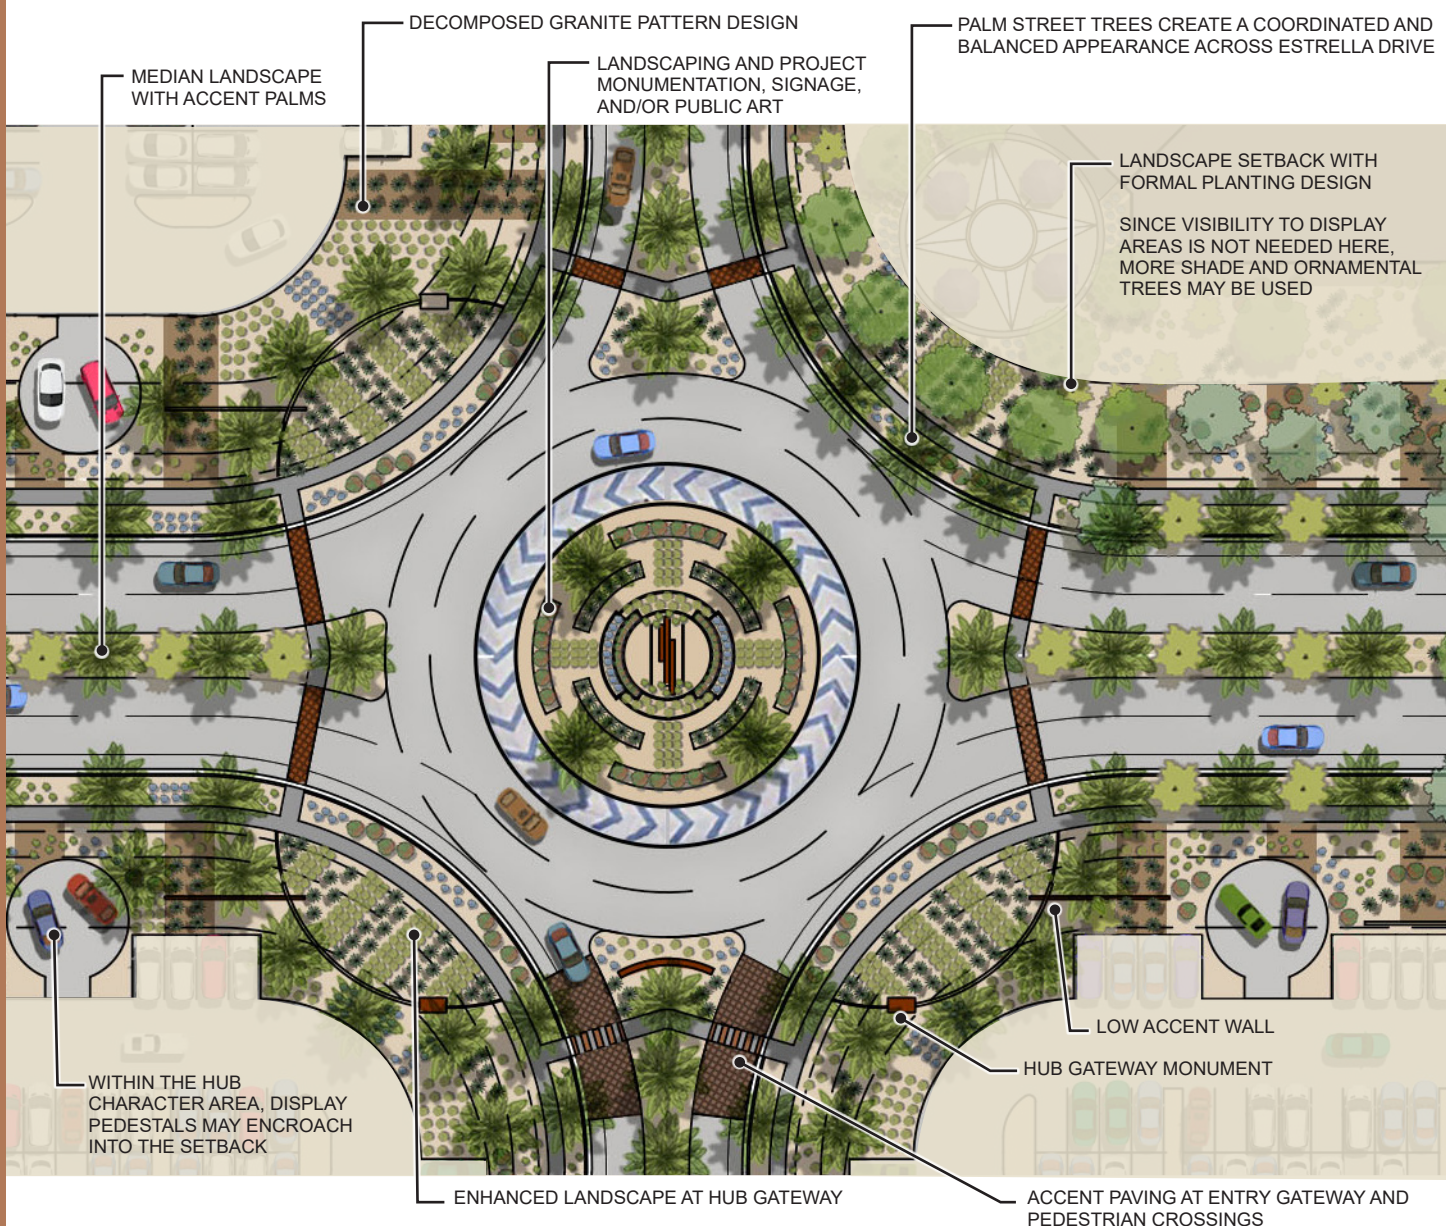 DECOMPOSED GRANITE PATTERN DESIGN
PALM STREET TREES CREATE A COORDINATED AND
BALANCED APPEARANCE ACROSS ESTRELLA DRIVE
MEDIAN LANDSCAPE
WITH ACCENT PALMS
LANDSCAPING AND PROJECT
MONUMENTATION, SIGNAGE,
AND/OR PUBLIC ART
LANDSCAPE SETBACK WITH
FORMAL PLANTING DESIGN
SINCE VISIBILITY TO DISPLAY
AREAS IS NOT NEEDED HERE,
MORE SHADE AND ORNAMENTAL
TREES MAY BE USED
LOW ACCENT WALL
HUB GATEWAY MONUMENT
WITHIN THE HUB
CHARACTER AREA, DISPLAY
PEDESTALS MAY ENCROACH
INTO THE SETBACK
ENHANCED LANDSCAPE AT HUB GATEWAY
ACCENT PAVING AT ENTRY GATEWAY AND
PEDESTRIAN CROSSINGS